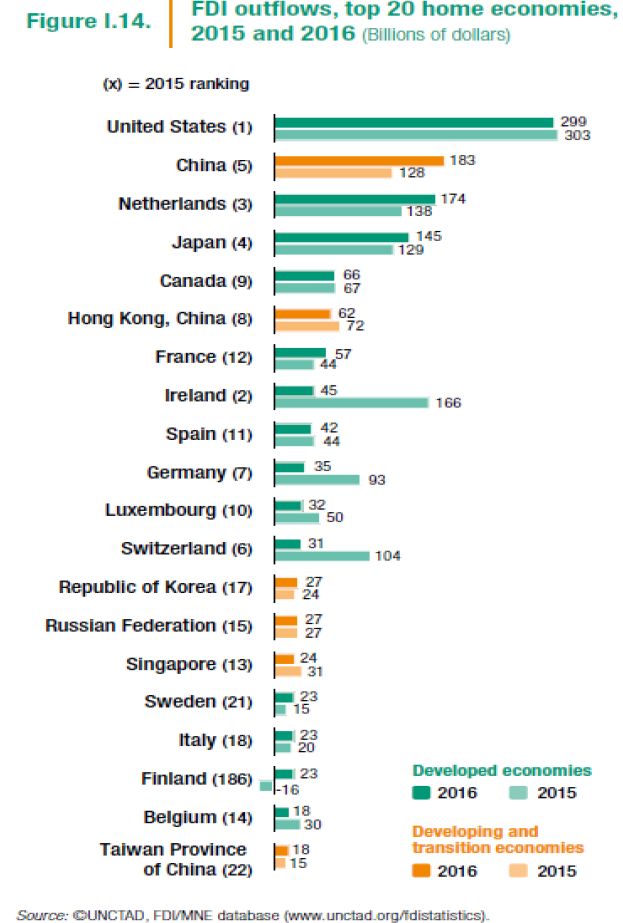 Figure I.14.
FDI outflows, top 20 home economies,
2015 and 2016 (Billions of dollars)
(x) = 2015 ranking
United States (1) 299
303
China (5) 183
128
Netherlands (3) 174
138
Japan (4) 145
129
Canada (9) 66
67
Hong Kong, China (8) 62
72
France (12) 57
44
Ireland (2) 45
166
Spain (11) 42
44
Germany (7) 35
93
Luxembourg (10) 32
50
Switzerland (6) 31
104
Republic of Korea (17) 27
24
Russian Federation (15) 27
27
Singapore (13) 24
31
Sweden (21) 23
15
Italy (18) 23
20
Finland (186) 23
-16
Belgium (14) 18
30
Taiwan Province
of China (22) 18
15
Developed economies
2016 2015
Developing and
transition economies
2016 2015
Source: ©UNCTAD, FDI/MNE database (www.unctad.org/fdistatistics).